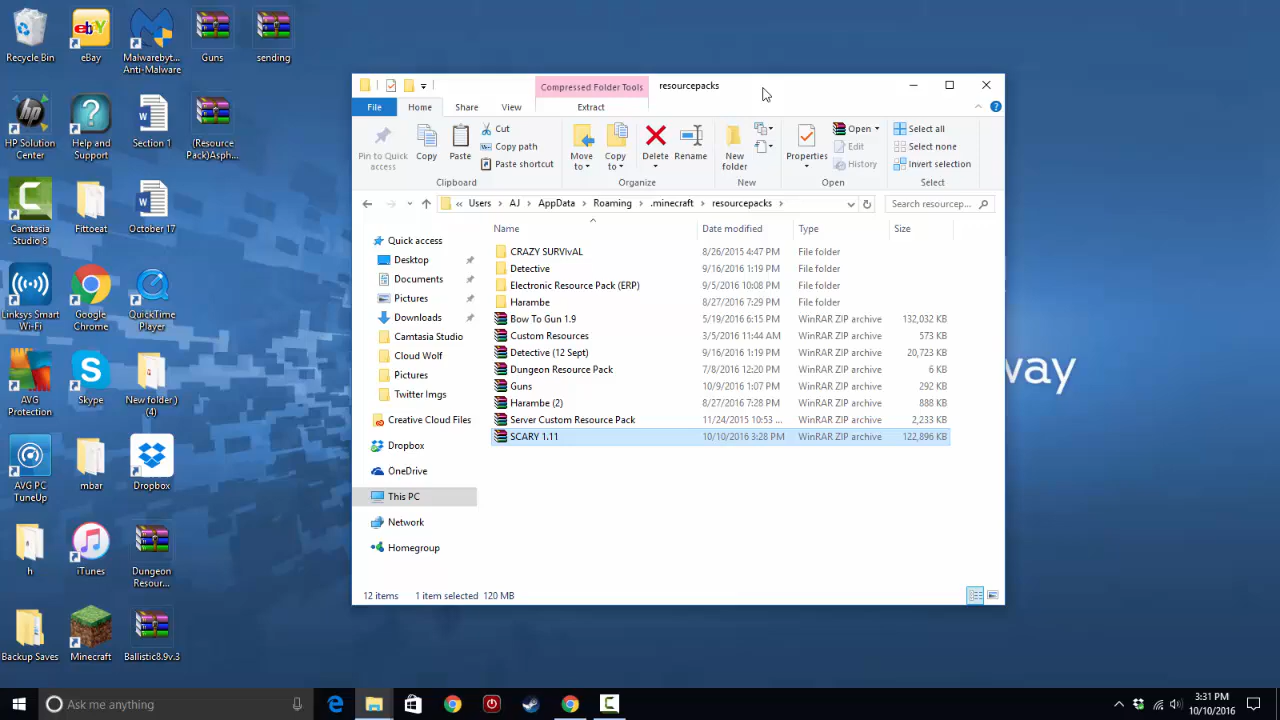 Recycle Bin
eBay
Malwarebyt...
Anti-Malware
Guns
sending
HP Solution
Center
Help and
Support
Section 1
(Resource
Pack)Asph...
Camtasia
Studio 8
Fittoeat
October 17
Linksys Smart
Wi-Fi
Google
Chrome
QuickTime
Player
AVG
Protection
Skype
New folder )
(4)
AVG PC
TuneUp
mbar
Dropbox
h
iTunes
Dungeon
Resour...
Backup Saves
Minecraft
Ballistic8.9v.3
Compressed Folder Tools
resourcepacks
File
Home
Share
View
Extract
Pin to Quick
access
Copy
Paste
Cut
Copy path
Paste shortcut
Clipboard
Move
to
Copy
to
Delete
Rename
Organize
New
folder
New
Properties
Open
Edit
History
Open
Select all
Select none
Invert selection
Select
« Users > AJ > AppData > Roaming > .minecraft > resourcepacks >
Search resourcep...
Name
Date modified
Type
Size
Quick access
Desktop
Documents
Pictures
Downloads
Camtasia Studio
Cloud Wolf
Pictures
Twitter Imgs
Creative Cloud Files
Dropbox
OneDrive
This PC
Network
Homegroup
CRAZY SURVIvAL 8/26/2015 4:47 PM File folder
Detective 9/16/2016 1:19 PM File folder
Electronic Resource Pack (ERP) 9/5/2016 10:08 PM File folder
Harambe 8/27/2016 7:29 PM File folder
Bow To Gun 1.9 5/19/2016 6:15 PM WinRAR ZIP archive 132,032 KB
Custom Resources 3/5/2016 11:44 AM WinRAR ZIP archive 573 KB
Detective (12 Sept) 9/16/2016 1:19 PM WinRAR ZIP archive 20,723 KB
Dungeon Resource Pack 7/8/2016 12:20 PM WinRAR ZIP archive 6 KB
Guns 10/9/2016 1:07 PM WinRAR ZIP archive 292 KB
Harambe (2) 8/27/2016 7:28 PM WinRAR ZIP archive 888 KB
Server Custom Resource Pack 11/24/2015 10:53 ... WinRAR ZIP archive 2,233 KB
SCARY 1.11 10/10/2016 3:28 PM WinRAR ZIP archive 122,896 KB
12 items 1 item selected 120 MB
way
Ask me anything
3:31 PM
10/10/2016